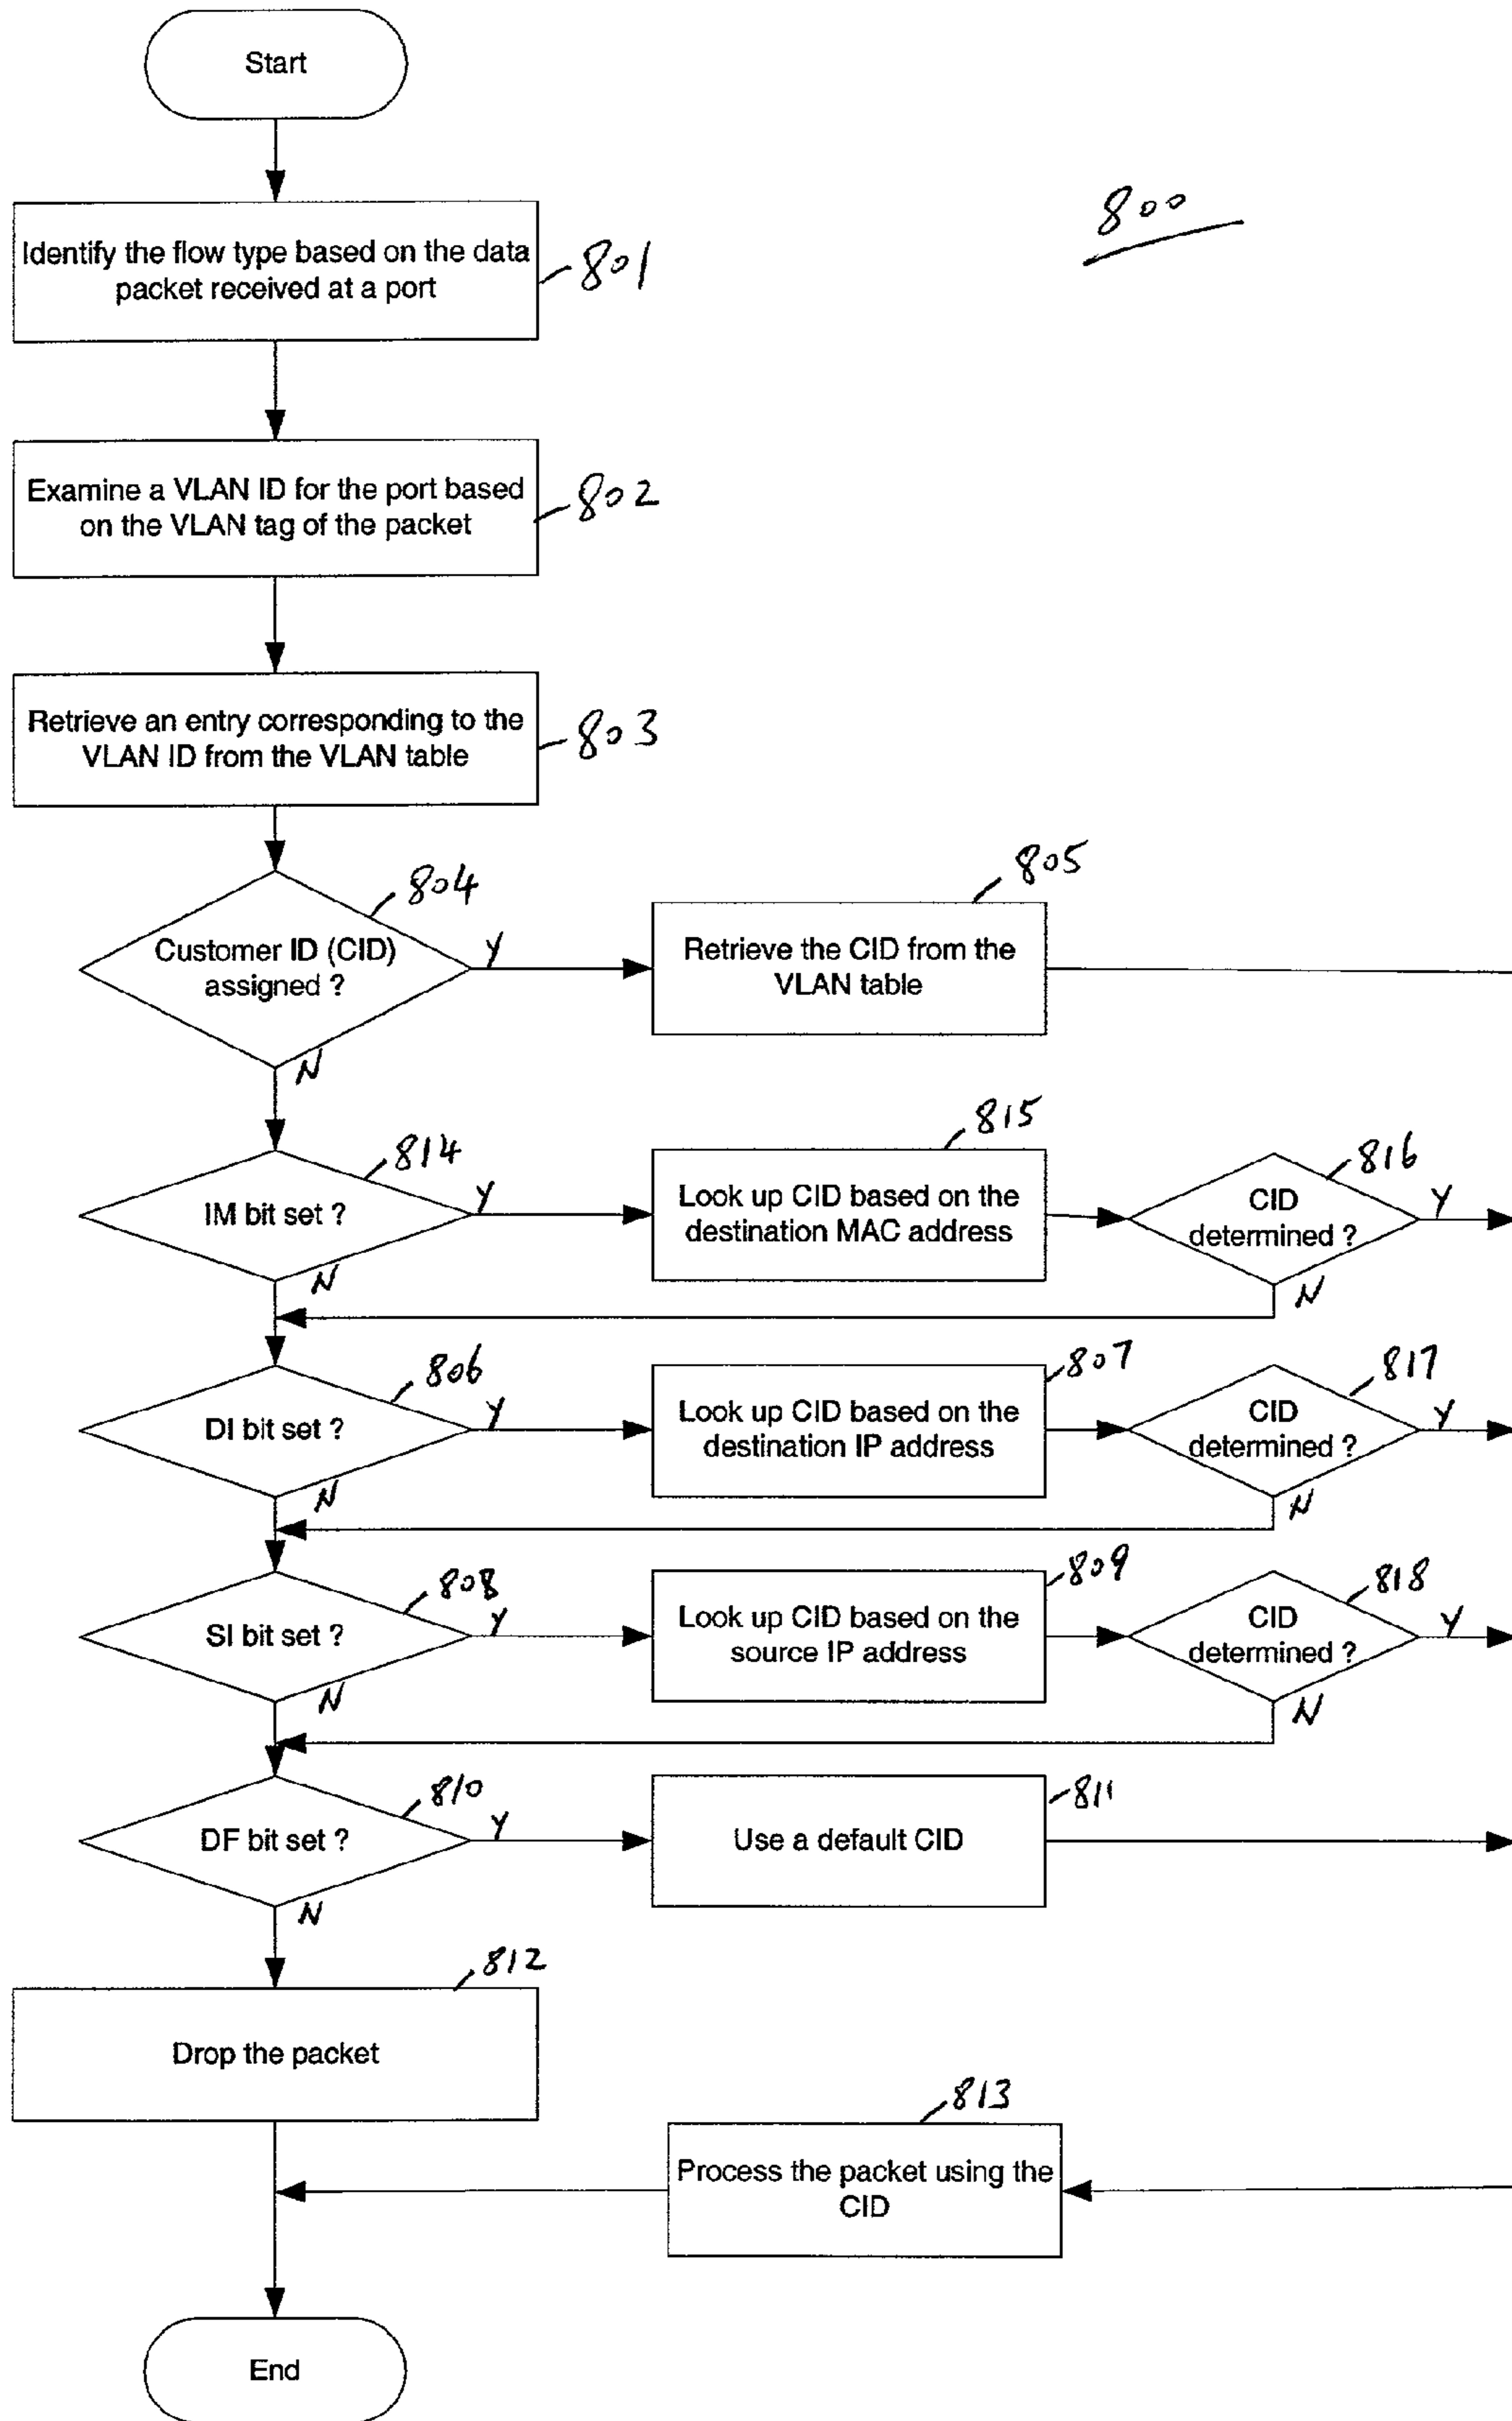 Start
800
Identify the flow type based on the data
packet received at a port
801
Examine a VLAN ID for the port based
on the VLAN tag of the packet
802
Retrieve an entry corresponding to the
VLAN ID from the VLAN table
803
804
Customer ID (CID)
assigned ?
Y
N
805
Retrieve the CID from the
VLAN table
814
IM bit set ?
Y
N
815
Look up CID based on the
destination MAC address
816
CID
determined ?
Y
N
806
DI bit set ?
Y
N
807
Look up CID based on the
destination IP address
817
CID
determined ?
Y
N
808
SI bit set ?
Y
N
809
Look up CID based on the
source IP address
818
CID
determined ?
Y
N
810
DF bit set ?
Y
N
811
Use a default CID
812
Drop the packet
813
Process the packet using the
CID
End